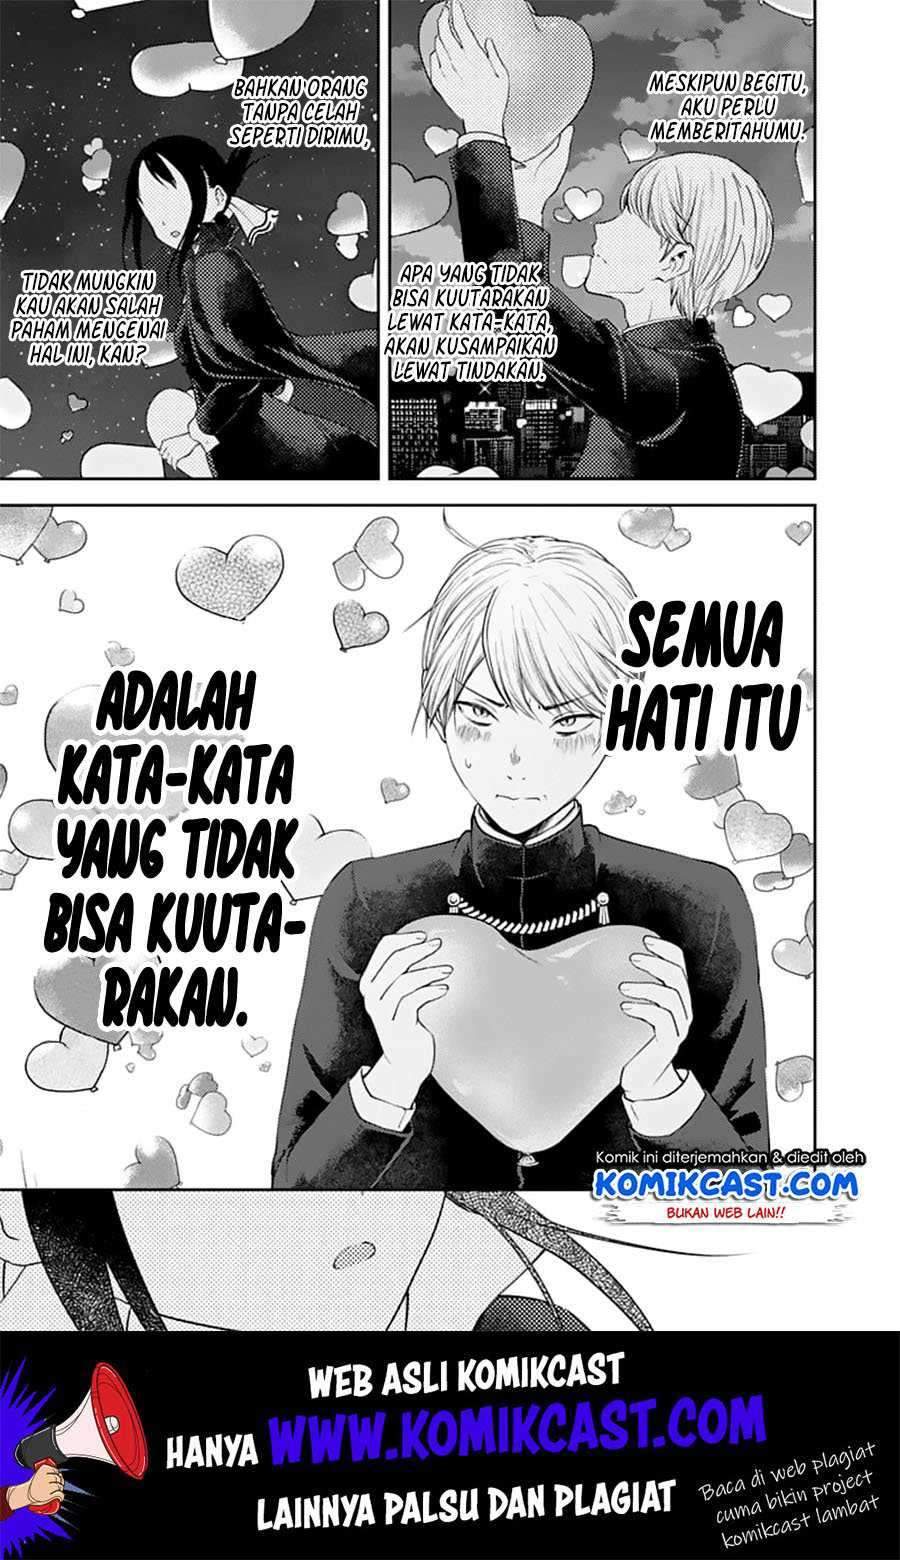 MESKIPUN BEGITU,
AKU PERLU
MEMBERITAHUMU.
APA YANG TIDAK
BISA KUUTARAKAN
LEWAT KATA-KATA,
AKAN KUSAMPAIKAN
LEWAT TINDAKAN.
BAHKAN ORANG
TANPA CELAH
SEPERTI DIRIMU,
TIDAK MUNGKIN
KAU AKAN SALAH
PAHAM MENGENAI
HAL INI, KAN?
SEMUA
HATI ITU
ADALAH
KATA-KATA
YANG TIDAK
BISA KUUTA-
RAKAN.
Komik ini diterjemahkan & diedit oleh
KOMIKCAST.COM
BUKAN WEB LAIN!!
WEB ASLI KOMIKCAST
HANYA WWW.KOMIKCAST.COM
LAINNYA PALSU DAN PLAGIAT
Baca di web plagiat
cuma bikin project
komikcast lambat